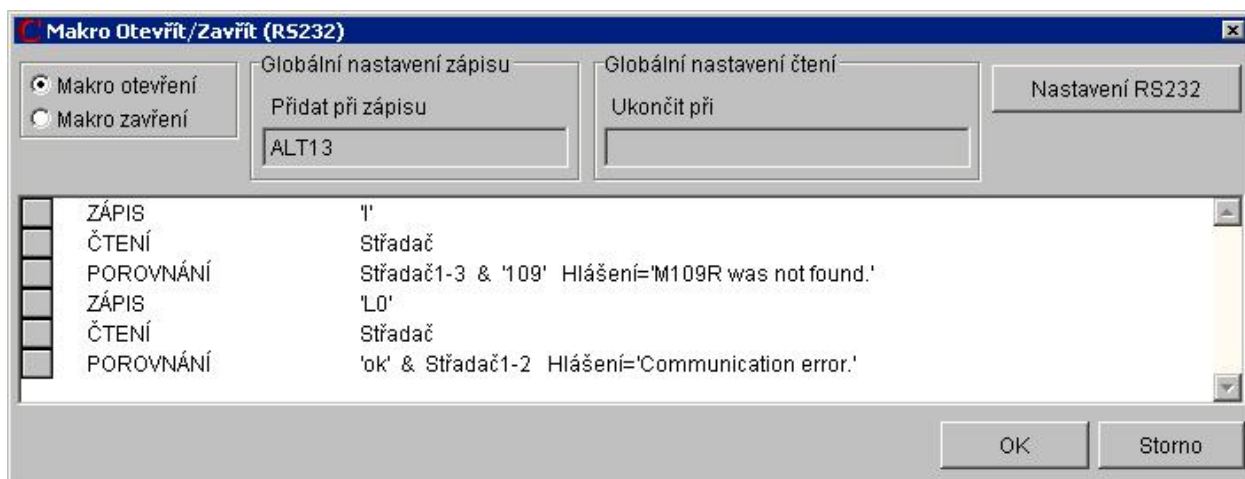 Makro Otevřít/Zavřít (RS232)
Makro otevření
Makro zavření
Globální nastavení zápisu
Přidat při zápisu
ALT13
Globální nastavení čtení
Ukončit při
Nastavení RS232
ZÁPIS 'I'
ČTENÍ Střadač
POROVNÁNÍ Střadač1-3 & '109' Hlášení='M109R was not found.'
ZÁPIS 'L0'
ČTENÍ Střadač
POROVNÁNÍ 'ok' & Střadač1-2 Hlášení='Communication error.'
OK Storno